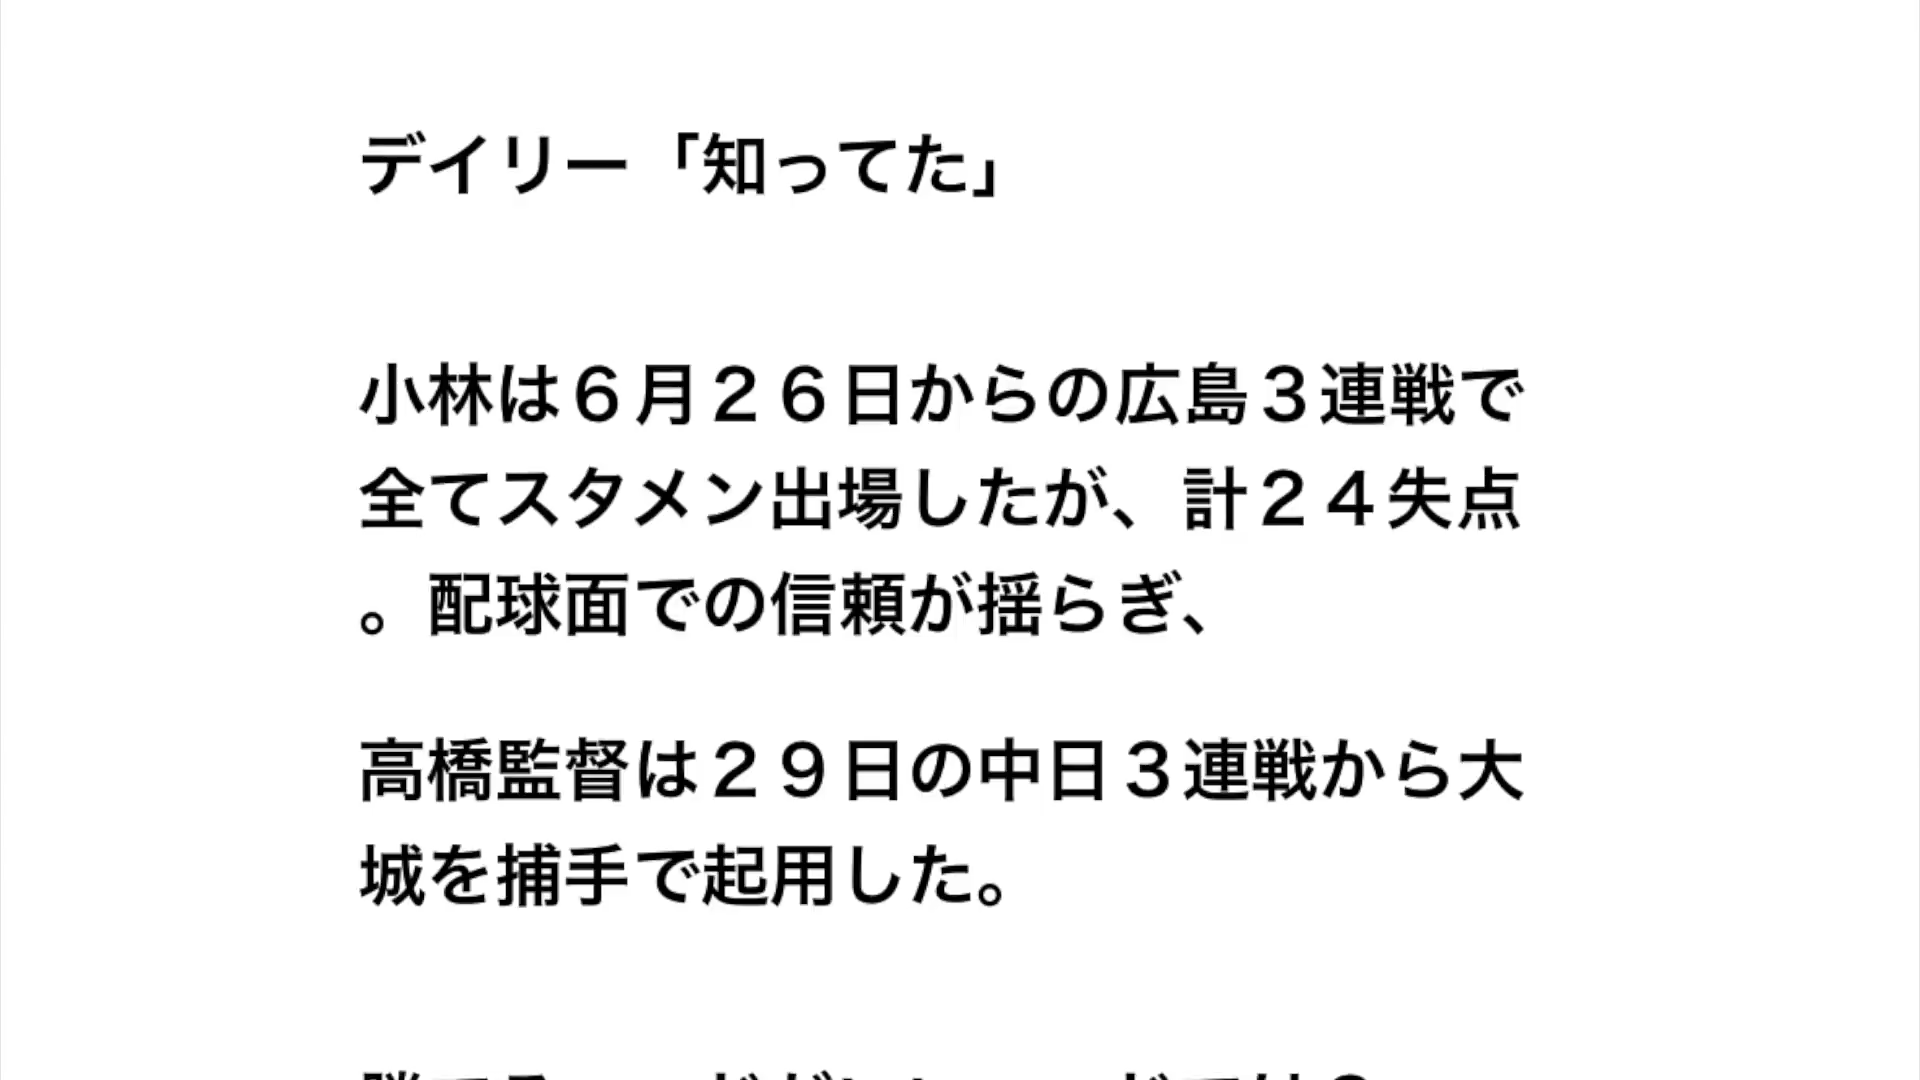 デイリー「知ってた」
小林は６月２６日からの広島３連戦で
全てスタメン出場したが、計２４失点
。配球面での信頼が揺らぎ、
高橋監督は２９日の中日３連戦から大
城を捕手で起用した。